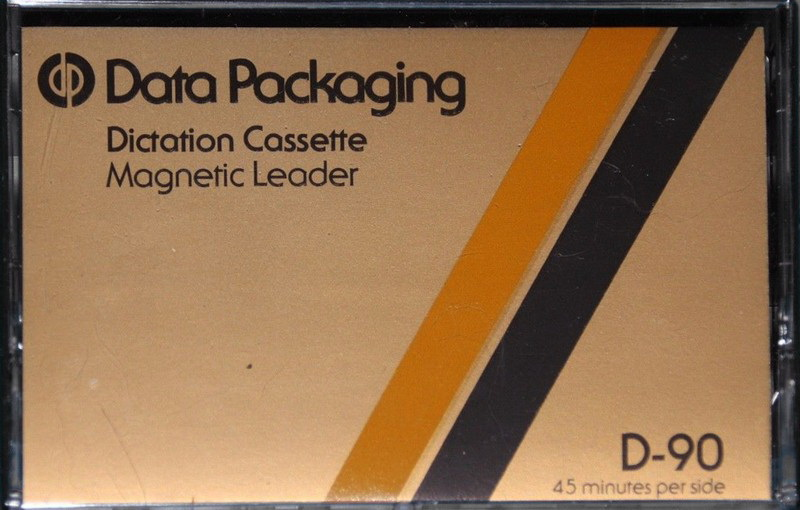 Data Packaging
Dictation Cassette
Magnetic Leader
D-90
45 minutes per side